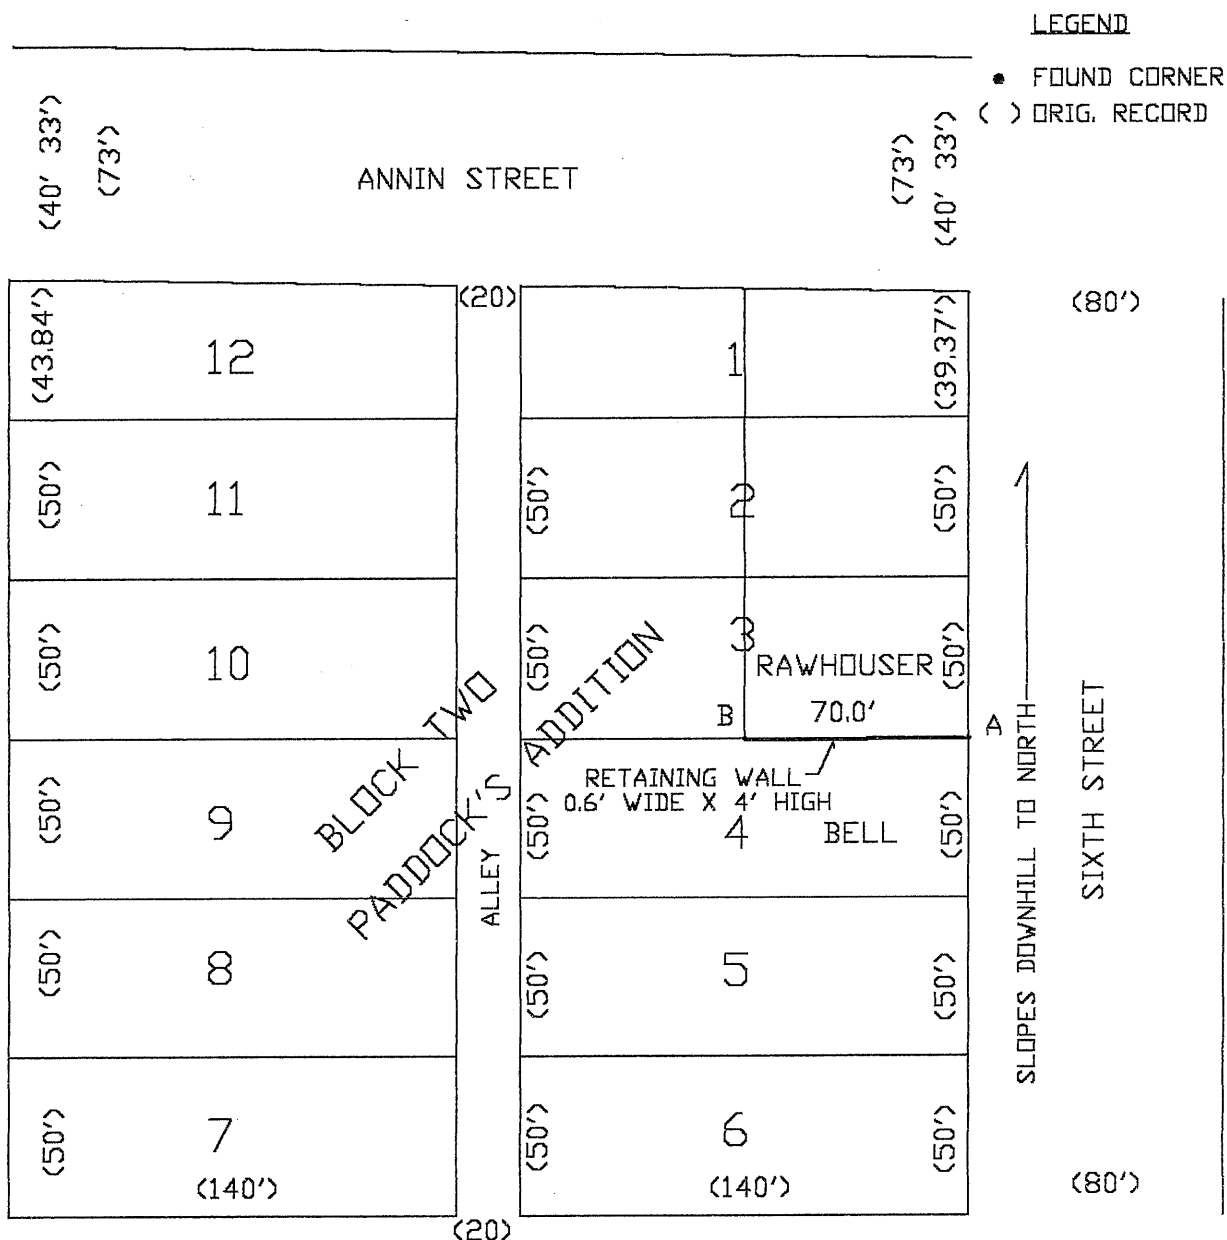 LEGEND
• FOUND CORNER
( ) ORIG. RECORD
(40' 33')
(73')
ANNIN STREET
(73')
(40' 33')
(43.84')
12
(20)
1
(39.37')
(80')
(50')
11
(50')
2
(50')
(50')
10
(50')
3
(50')
RAWHOUSER
B
70.0'
A
BLOCK TWO
PADDOCK'S ADDITION
RETAINING WALL
0.6' WIDE X 4' HIGH
(50')
9
(50')
4
BELL
(50')
ALLEY
SLOPES DOWNHILL TO NORTH
SIXTH STREET
(50')
8
(50')
5
(50')
(50')
7
(140')
(50')
6
(140')
(50')
(80')
(20)